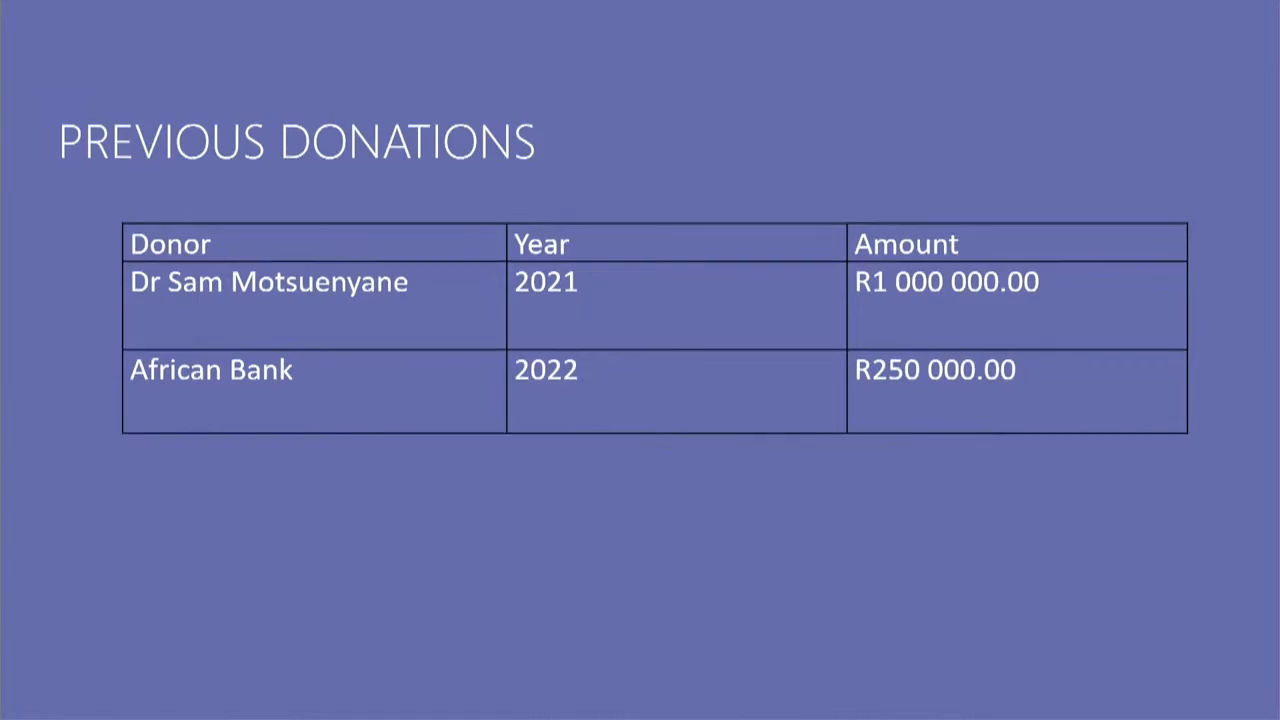 PREVIOUS DONATIONS
Donor Year Amount
Dr Sam Motsuenyane 2021 R1 000 000.00
African Bank 2022 R250 000.00